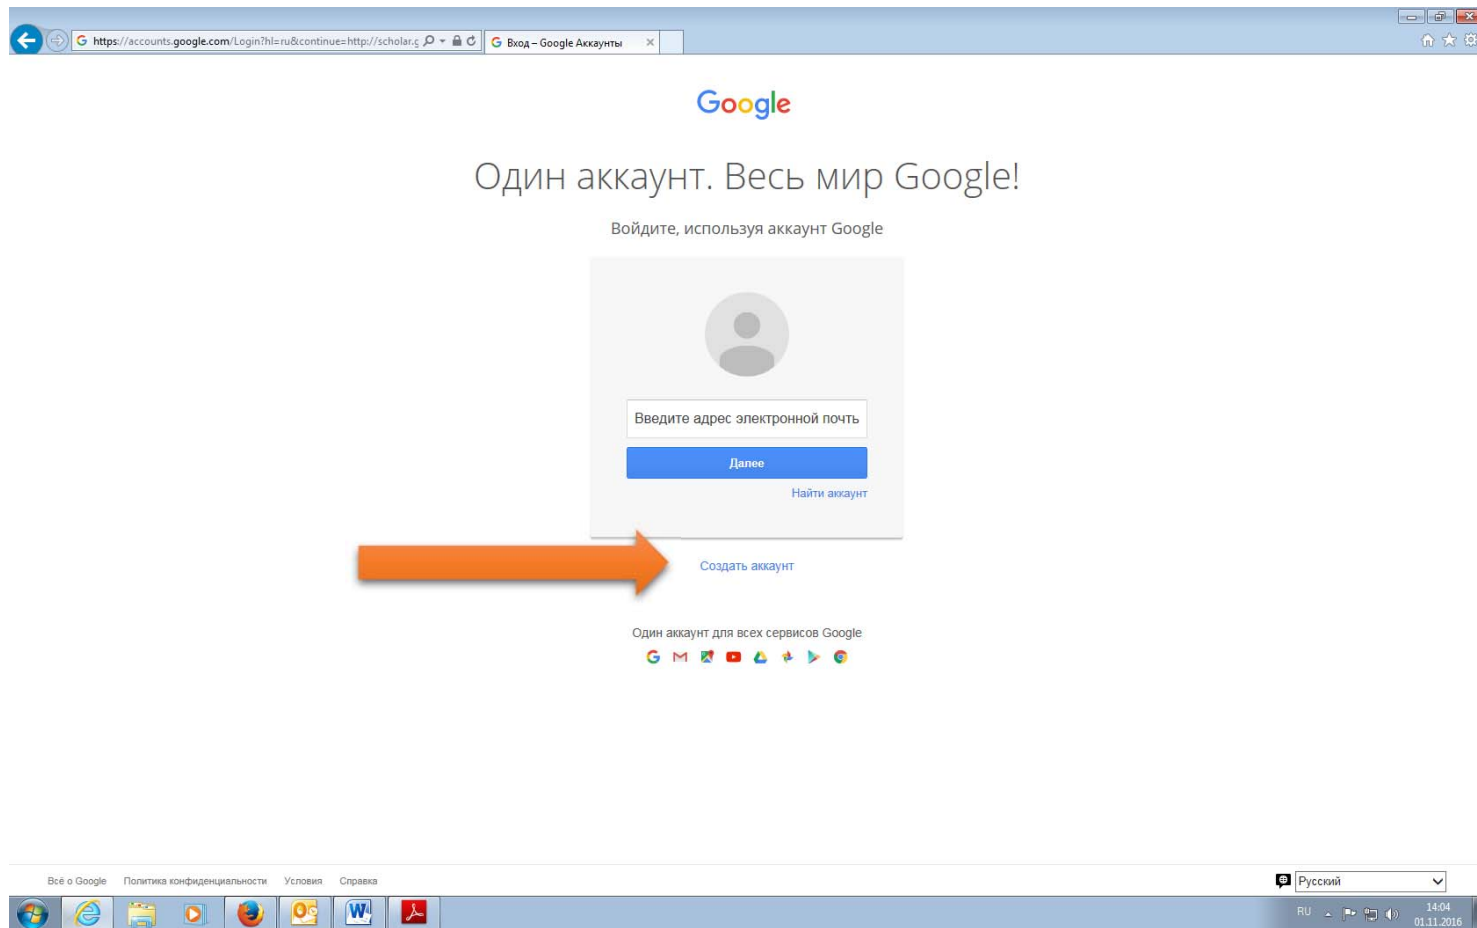 https://accounts.google.com/Login?hl=ru&continue=http://scholar.g
Вход – Google Аккаунты
Google
Один аккаунт. Весь мир Google!
Войдите, используя аккаунт Google
Введите адрес электронной почть
Далее
Найти аккаунт
Создать аккаунт
Один аккаунт для всех сервисов Google
Всё о Google Политика конфиденциальности Условия Справка
Русский
RU
14:04
01.11.2016